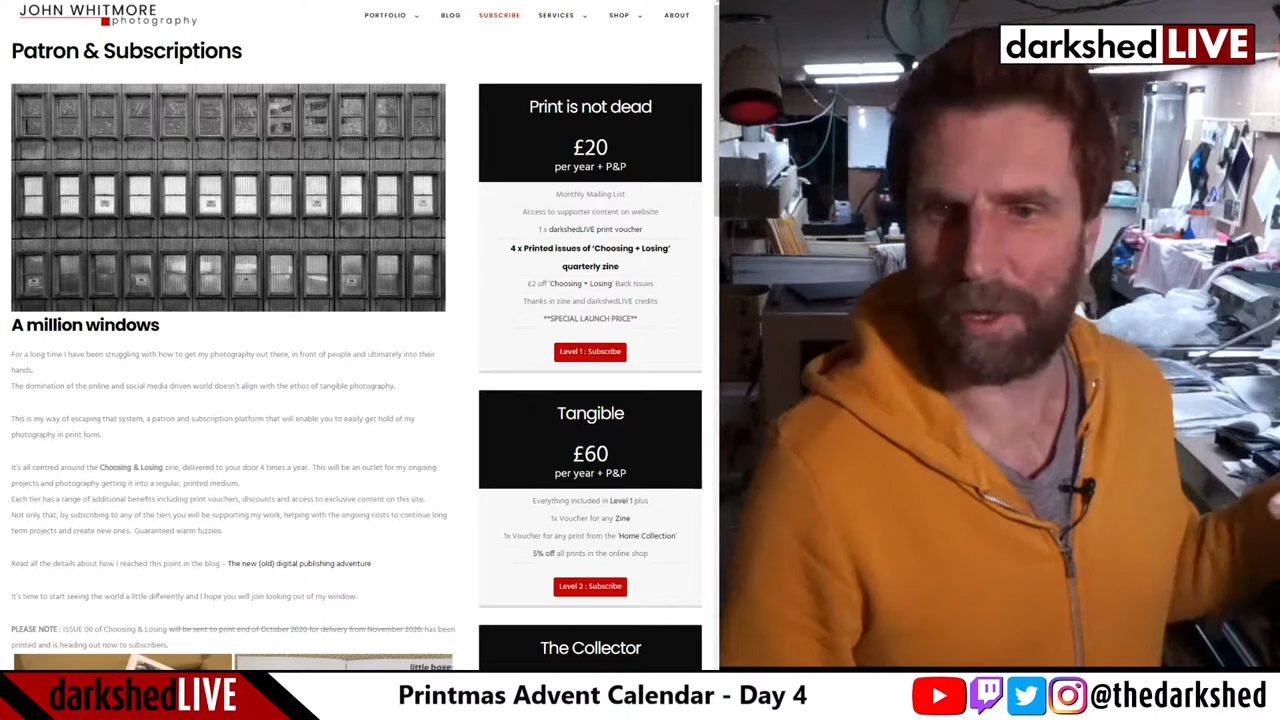 JOHN WHITMORE
photography
PORTFOLIO
BLOG
SUBSCRIBE
SERVICES
SHOP
ABOUT
Patron & Subscriptions
A million windows
For a long time I have been struggling with how to get my photography out there, in front of people and ultimately into their
hands.
The domination of the online and social media driven world doesn't align with the ethos of tangible photography.
This is my way of escaping that system, a patron and subscription platform that will enable you to easily get hold of my
photography in print form.
It's all centred around the Choosing & Losing zine, delivered to your door 4 times a year. This will be an outlet for my ongoing
projects and photography getting it into a regular, printed medium.
Each tier has a range of additional benefits including print vouchers, discounts and access to exclusive content on this site.
Not only that, by subscribing to any of the tiers you will be supporting my work, helping with the ongoing costs to continue long
term projects and create new ones. Guaranteed warm fuzzies.
Read all the details about how I reached this point in the blog – The new (old) digital publishing adventure
It's time to start seeing the world a little differently and I hope you will join looking out of my window.
PLEASE NOTE : ISSUE 00 of Choosing & Losing will be sent to print end of October 2020 for delivery from November 2020. has been
printed and is heading out now to subscribers.
little boxe
Print is not dead
£20
per year + P&P
Monthly Mailing List
Access to supporter content on website
1 x darkshedLIVE print voucher
4 x Printed issues of 'Choosing + Losing'
quarterly zine
£2 off 'Choosing + Losing' Back Issues
Thanks in zine and darkshedLIVE credits
**SPECIAL LAUNCH PRICE**
Level 1 : Subscribe
Tangible
£60
per year + P&P
Everything included in Level 1 plus
1x Voucher for any Zine
1x Voucher for any print from the 'Home Collection'
5% off all prints in the online shop
Level 2 : Subscribe
The Collector
darkshed LIVE
darkshedLIVE
Printmas Advent Calendar - Day 4
@thedarkshed